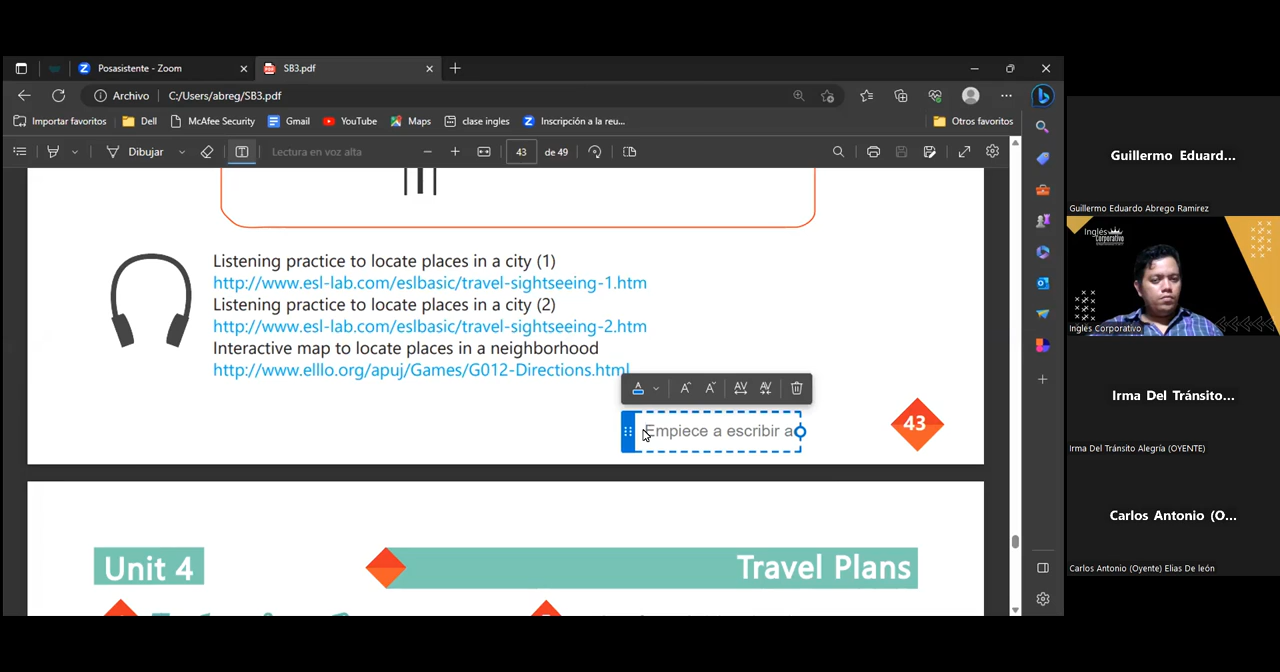 Posasistente - Zoom
SB3.pdf
Archivo
C:/Users/abreg/SB3.pdf
Importar favoritos
Dell
McAfee Security
Gmail
YouTube
Maps
clase ingles
Inscripción a la reu...
Otros favoritos
Dibujar
Lectura en voz alta
43
de 49
Listening practice to locate places in a city (1)
http://www.esl-lab.com/eslbasic/travel-sightseeing-1.htm
Listening practice to locate places in a city (2)
http://www.esl-lab.com/eslbasic/travel-sightseeing-2.htm
Interactive map to locate places in a neighborhood
http://www.elllo.org/apuj/Games/G012-Directions.html
Empiece a escribir a
43
Unit 4
Travel Plans
Guillermo Eduard...
Guillermo Eduardo Abrego Ramírez
Inglés
Corporativo
Inglés Corporativo
Irma Del Tránsito...
Irma Del Tránsito Alegría (OYENTE)
Carlos Antonio (O...
Carlos Antonio (Oyente) Elias De león